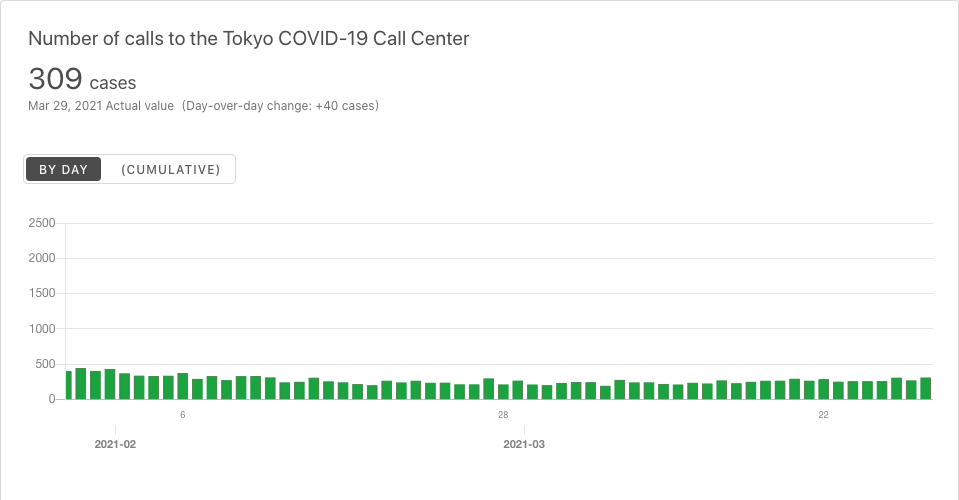 Number of calls to the Tokyo COVID-19 Call Center
309 cases
Mar 29, 2021 Actual value (Day-over-day change: +40 cases)
BY DAY (CUMULATIVE)
2500
2000
1500
1000
500
0
6 28 22
2021-02 2021-03